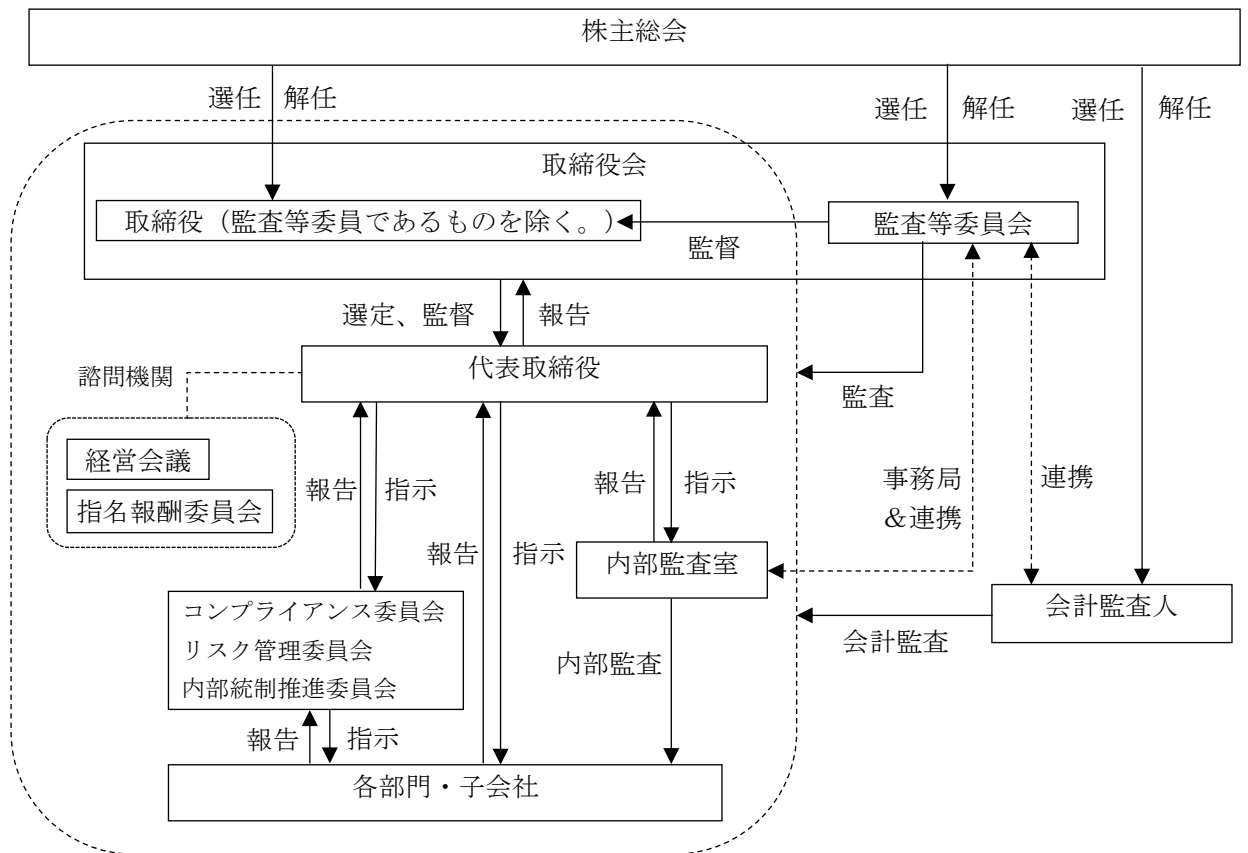 株主総会
選任 解任
選任 解任
選任 解任
取締役会
取締役（監査等委員であるものを除く。）
監査等委員会
監督
選定、監督
報告
代表取締役
諮問機関
監査
経営会議
指名報酬委員会
報告
指示
報告
指示
報告
指示
事務局
＆連携
連携
内部監査室
コンプライアンス委員会
リスク管理委員会
内部統制推進委員会
会計監査人
会計監査
内部監査
報告
指示
各部門・子会社